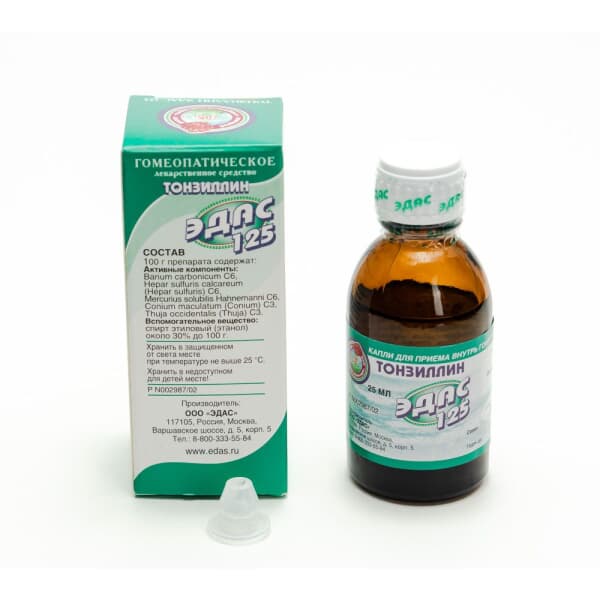 ГОМЕОПАТИЧЕСКОЕ
лекарственное средство
ТОНЗИЛЛИН
ЭДАС
125
СОСТАВ
100 г препарата содержат:
Активные компоненты:
Barium carbonicum C6,
Hepar sulfuris calcareum
(Hepar sulfuris) C6,
Mercurius solubilis Hahnemanni C6,
Conium maculatum (Conium) C3,
Thuja occidentalis (Thuja) C3.
Вспомогательное вещество:
спирт этиловый (этанол)
около 30% до 100 г.
Хранить в защищенном
от света месте
при температуре не выше 25 °C.
Хранить в недоступном
для детей месте!
Р N002987/02
Производитель:
ООО «ЭДАС»
117105, Россия, Москва,
Варшавское шоссе, д. 5, корп. 5
Тел.: 8-800-333-55-84
www.edas.ru
ЭДАС ЭДАС ЭДАС
КАПЛИ ДЛЯ ПРИЕМА ВНУТРЬ
ТОНЗИЛЛИН
25 МЛ
ЭДАС
125